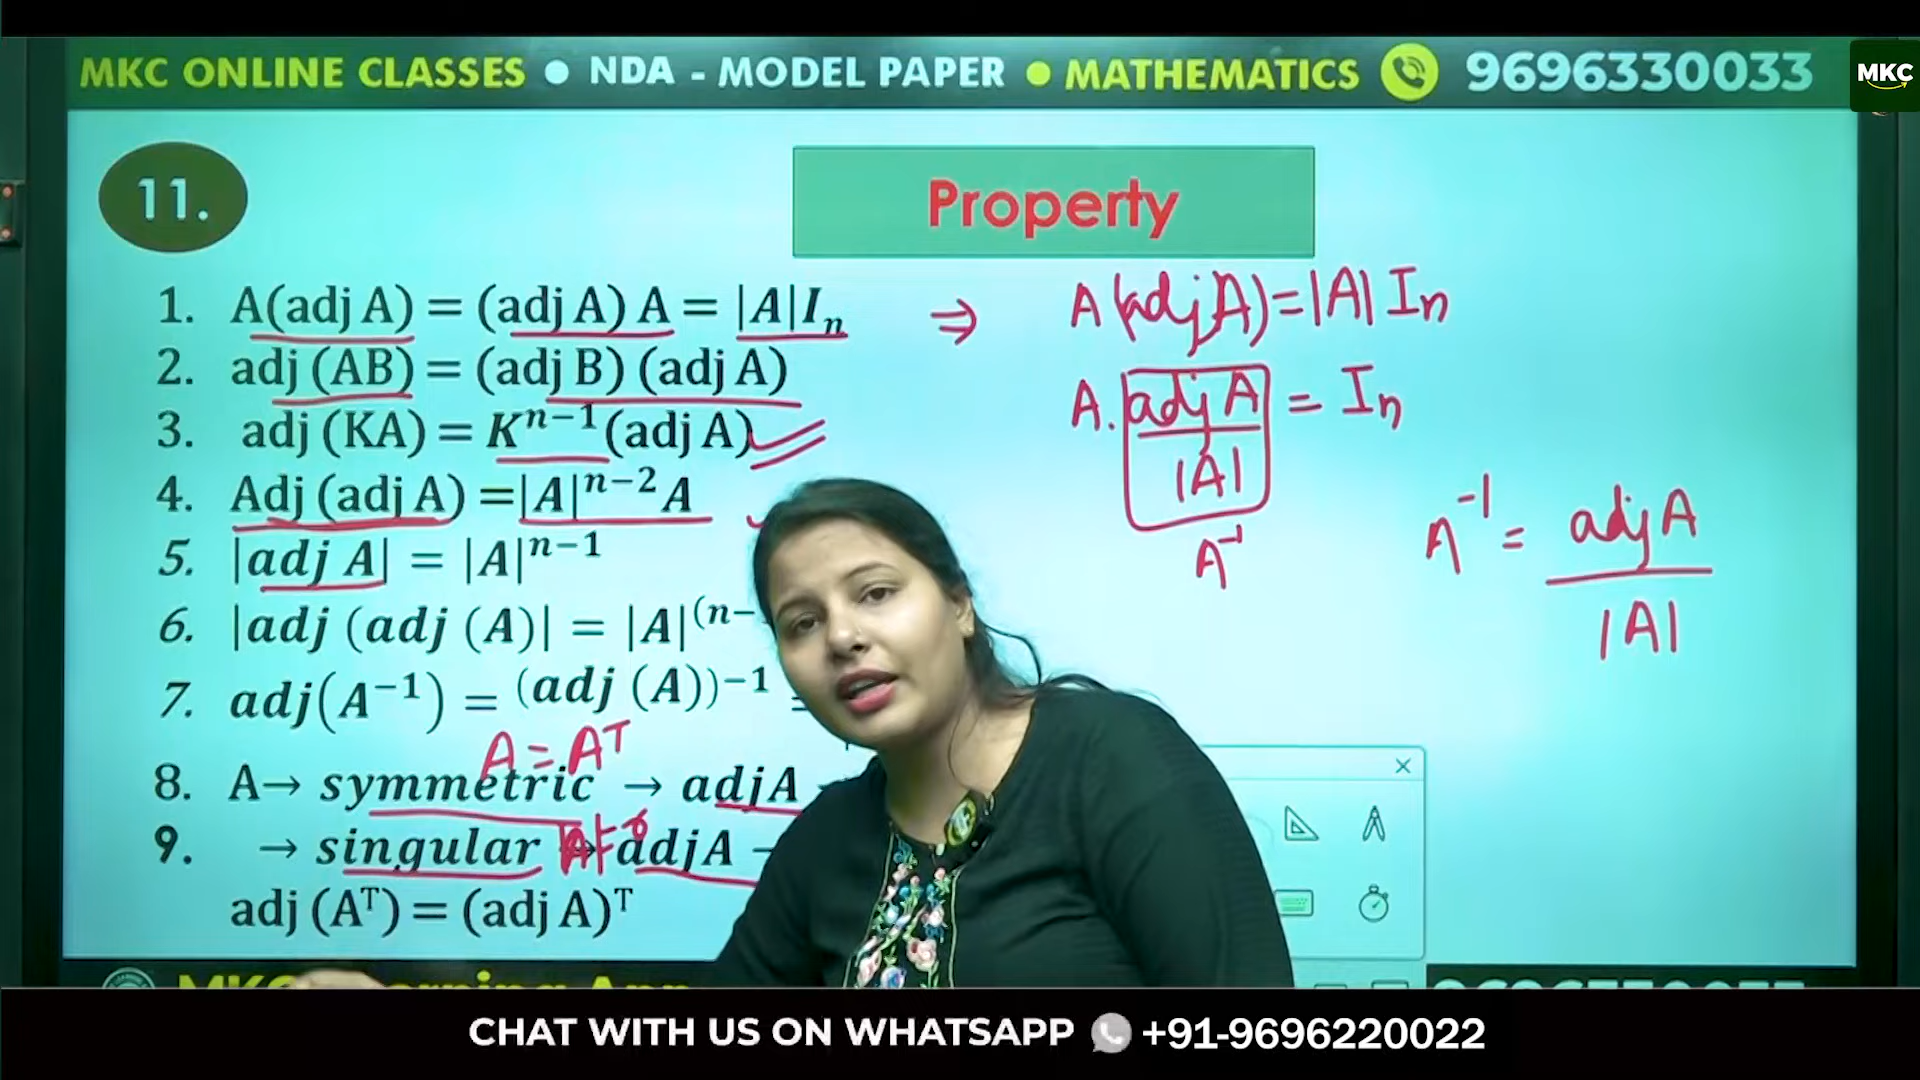 MKC ONLINE CLASSES ● NDA - MODEL PAPER ● MATHEMATICS 9696330033
MKC
11.
Property
1. A(adj A) = (adj A) A = |A|Iₙ
⇒ A(adj A) = |A| Iₙ
2. adj (AB) = (adj B) (adj A)
A. adj A / |A| = Iₙ
3. adj (KA) = Kⁿ⁻¹(adj A)
4. Adj (adj A) =|A|ⁿ⁻²A
A⁻¹
A⁻¹ = adj A / |A|
5. |adj A| = |A|ⁿ⁻¹
6. |adj (adj (A)| = |A|⁽ⁿ⁻
7. adj(A⁻¹) = (adj (A))⁻¹ =
A = Aᵀ
8. A→ symmetric → adjA
9. → singular → adjA →
adj (Aᵀ) = (adj A)ᵀ
CHAT WITH US ON WHATSAPP +91-9696220022